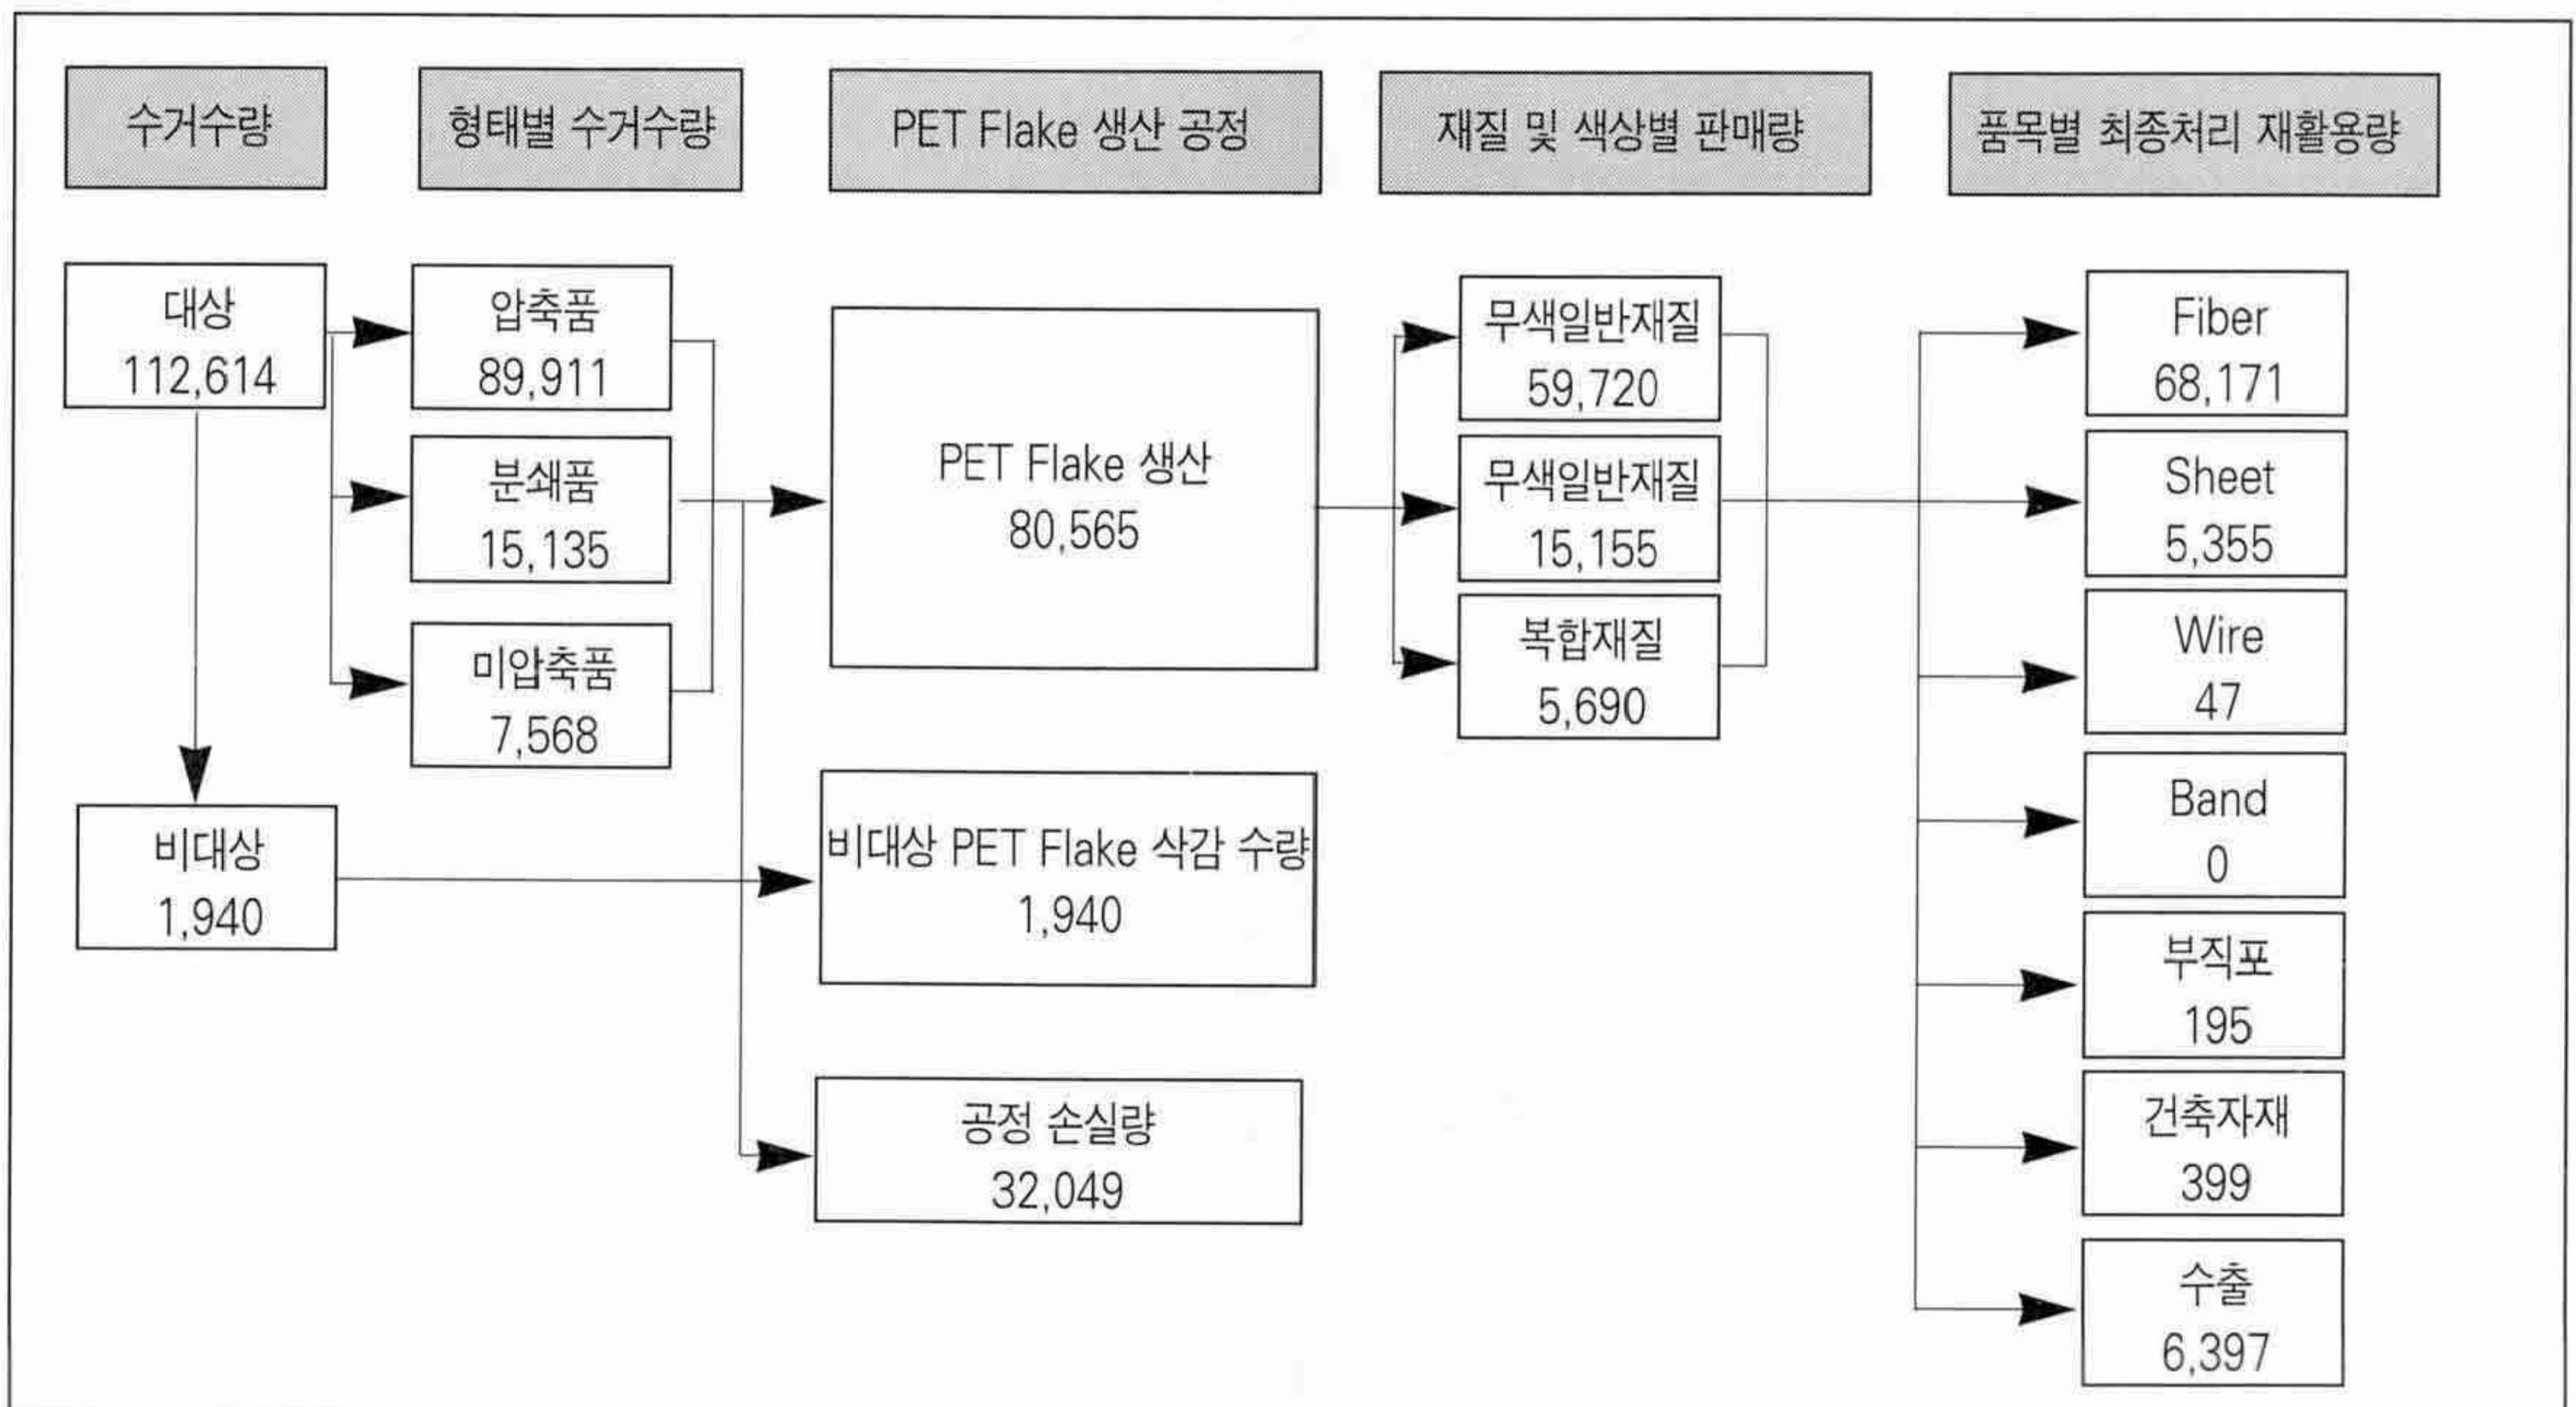 수거수량
형태별 수거수량
PET Flake 생산 공정
재질 및 색상별 판매량
품목별 최종처리 재활용량
대상
112,614
비대상
1,940
압축품
89,911
분쇄품
15,135
미압축품
7,568
PET Flake 생산
80,565
비대상 PET Flake 삭감 수량
1,940
공정 손실량
32,049
무색일반재질
59,720
무색일반재질
15,155
복합재질
5,690
Fiber
68,171
Sheet
5,355
Wire
47
Band
0
부직포
195
건축자재
399
수출
6,397